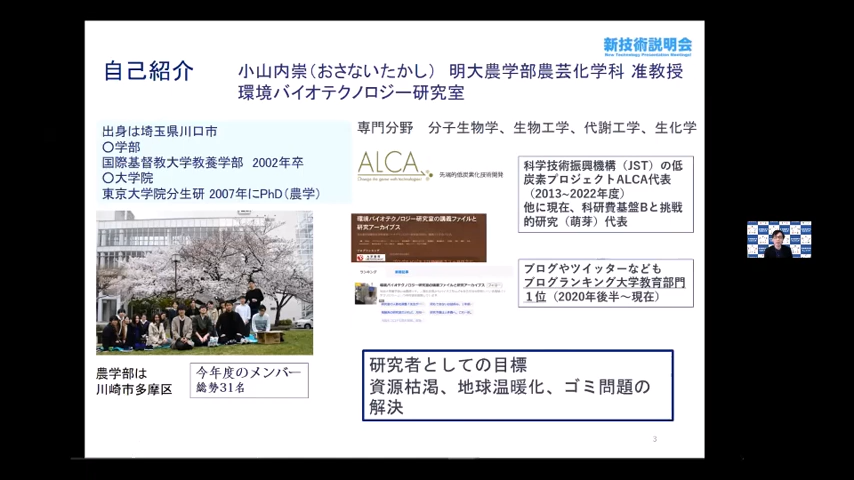 新技術説明会
New Technology Presentation Meetings!
自己紹介
小山内崇（おさないたかし） 明大農学部農芸化学科 准教授
環境バイオテクノロジー研究室
出身は埼玉県川口市
〇学部
国際基督教大学教養学部 2002年卒
〇大学院
東京大学院分生研 2007年にPhD（農学）
専門分野 分子生物学、生物工学、代謝工学、生化学
ALCA
先端的低炭素化技術開発
科学技術振興機構（JST）の低
炭素プロジェクトALCA代表
（2013~2022年度）
他に現在、科研費基盤Bと挑戦
的研究（萌芽）代表
環境バイオテクノロジー研究室の講義ファイルと
研究アーカイブス
ランキング
ブログやツイッターなども
ブログランキング大学教育部門
１位（2020年後半～現在）
農学部は
川崎市多摩区
今年度のメンバー
総勢31名
研究者としての目標
資源枯渇、地球温暖化、ゴミ問題の
解決
3